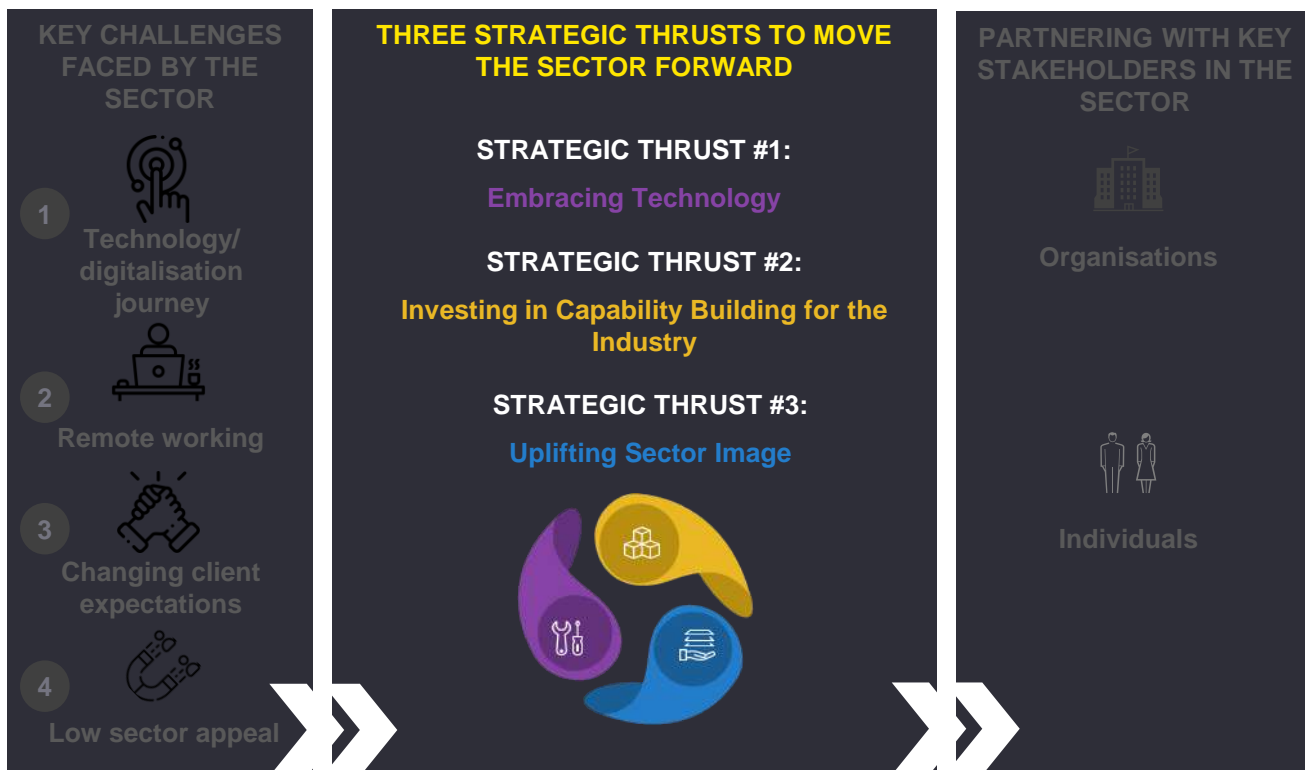 KEY CHALLENGES
FACED BY THE
SECTOR
1
Technology/
digitalisation
journey
2
Remote working
3
Changing client
expectations
4
Low sector appeal
THREE STRATEGIC THRUSTS TO MOVE
THE SECTOR FORWARD
STRATEGIC THRUST #1:
Embracing Technology
STRATEGIC THRUST #2:
Investing in Capability Building for the
Industry
STRATEGIC THRUST #3:
Uplifting Sector Image
PARTNERING WITH KEY
STAKEHOLDERS IN THE
SECTOR
Organisations
Individuals